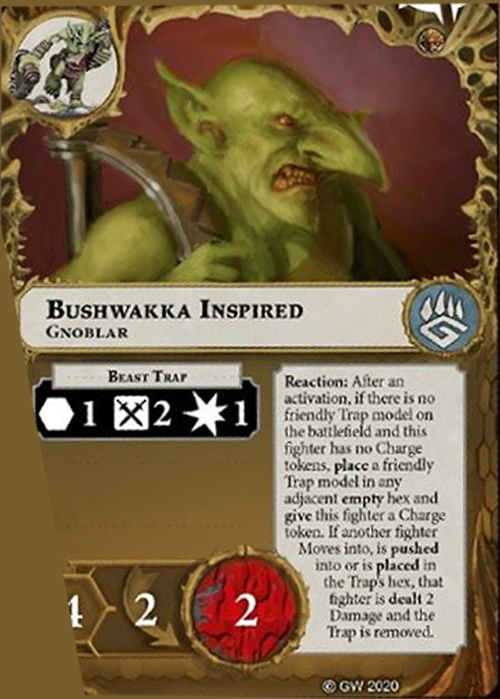 BUSHWAKKA INSPIRED
GNOBLAR
BEAST TRAP
1 2 1
Reaction: After an
activation, if there is no
friendly Trap model on
the battlefield and this
fighter has no Charge
tokens, place a friendly
Trap model in any
adjacent empty hex and
give this fighter a Charge
token. If another fighter
Moves into, is pushed
into or is placed in
the Trap's hex, that
fighter is dealt 2
Damage and the
Trap is removed.
4 2 2
© GW 2020